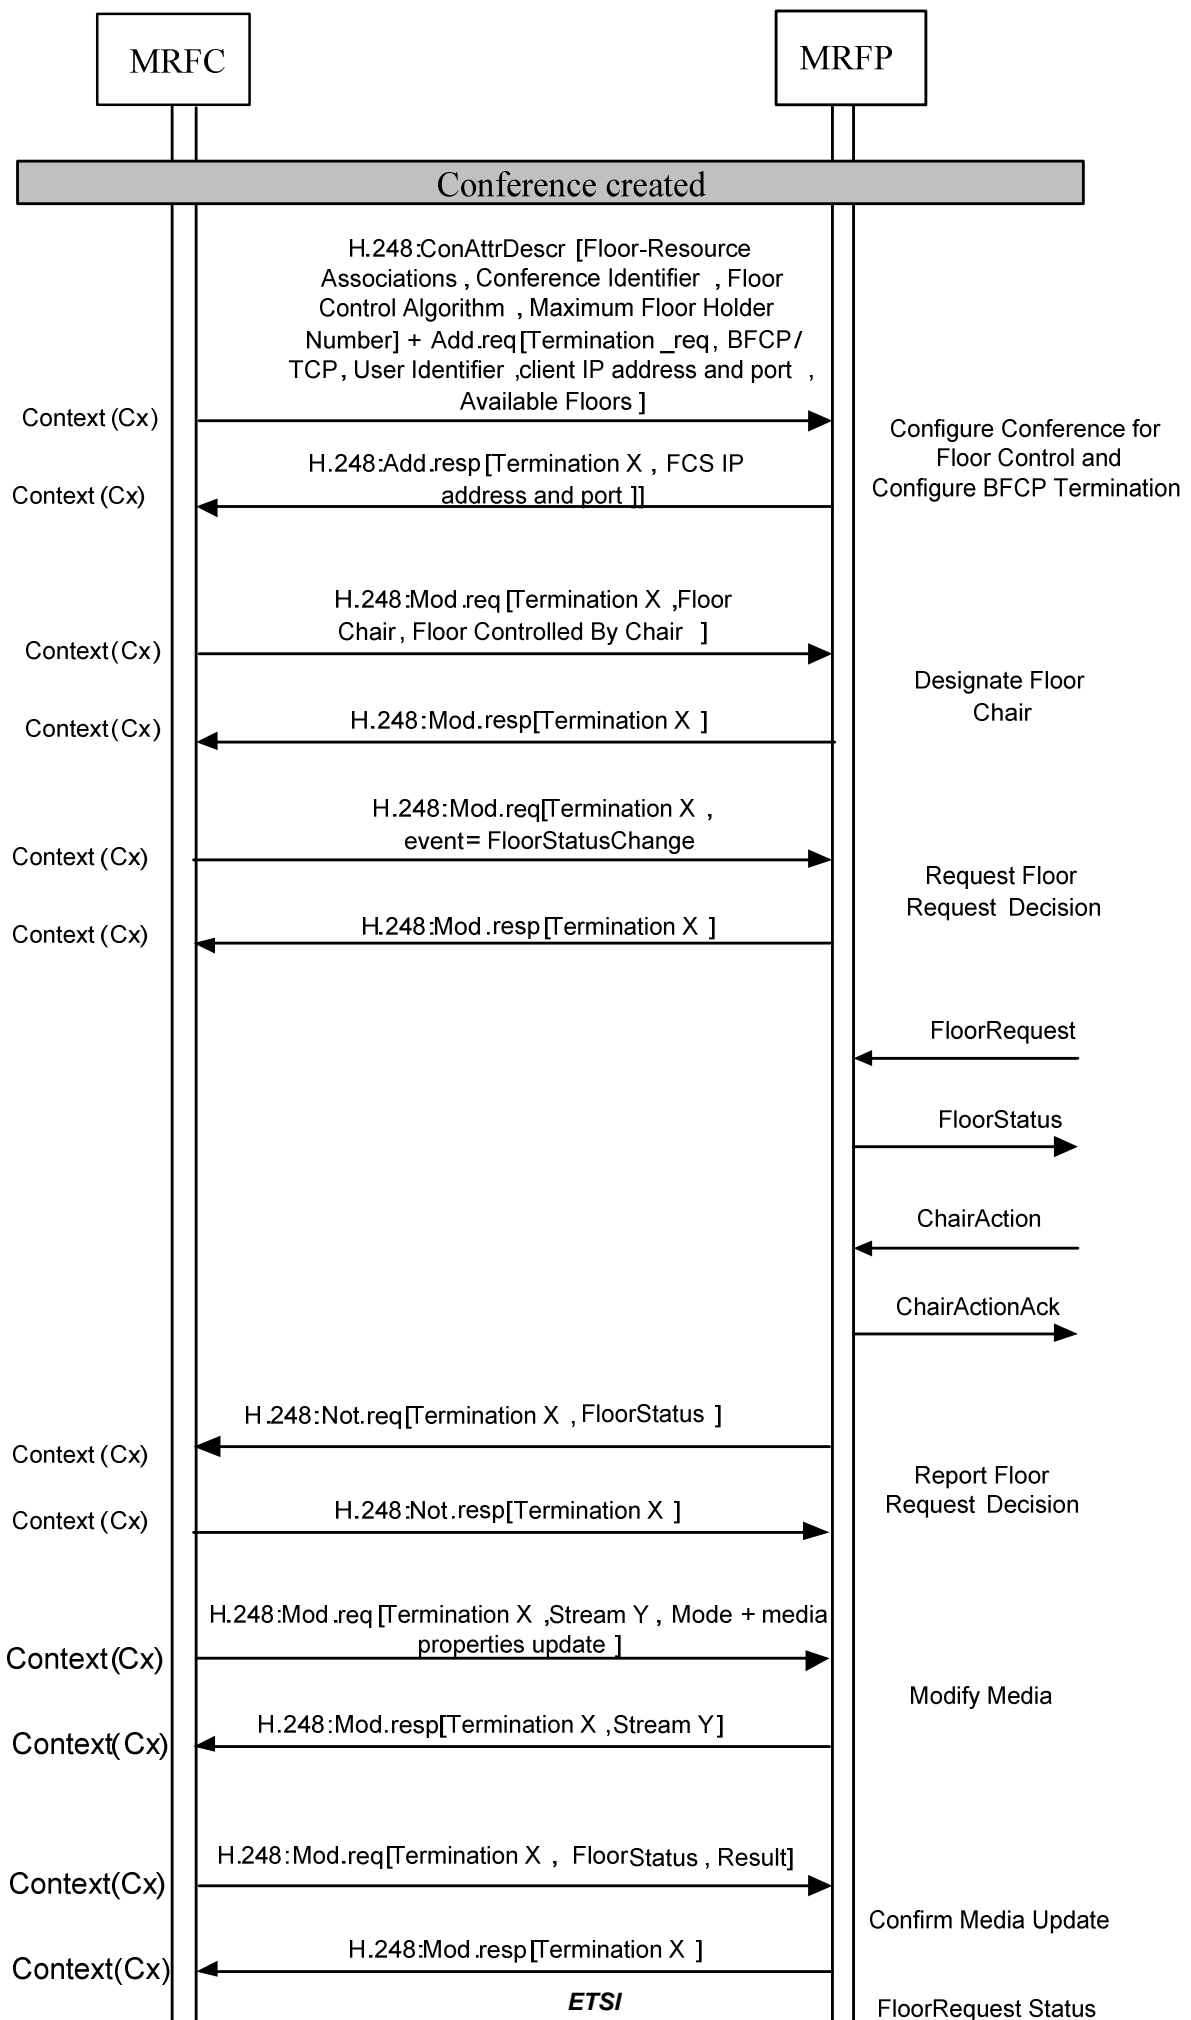 MRFC
MRFP
Conference created
H.248:ConAttrDescr [Floor-Resource
Associations , Conference Identifier , Floor
Control Algorithm , Maximum Floor Holder
Number] + Add.req[Termination _req, BFCP/
TCP, User Identifier ,client IP address and port ,
Available Floors ]
Context (Cx)
Configure Conference for
Floor Control and
Configure BFCP Termination
H.248:Add.resp[Termination X , FCS IP
address and port ]]
Context (Cx)
H.248:Mod.req [Termination X ,Floor
Chair, Floor Controlled By Chair ]
Context(Cx)
Designate Floor
Chair
H.248:Mod.resp[Termination X ]
Context(Cx)
H.248:Mod.req[Termination X ,
event= FloorStatusChange
Context (Cx)
Request Floor
Request Decision
H.248:Mod.resp[Termination X ]
Context (Cx)
FloorRequest
FloorStatus
ChairAction
ChairActionAck
H.248:Not.req[Termination X , FloorStatus ]
Context (Cx)
Report Floor
Request Decision
H.248:Not.resp[Termination X ]
Context (Cx)
H.248:Mod.req [Termination X ,Stream Y , Mode + media
properties update ]
Context(Cx)
Modify Media
H.248:Mod.resp[Termination X ,Stream Y]
Context(Cx)
H.248:Mod.req[Termination X , FloorStatus , Result]
Context(Cx)
Confirm Media Update
H.248:Mod.resp[Termination X ]
Context(Cx)
ETSI
FloorRequest Status